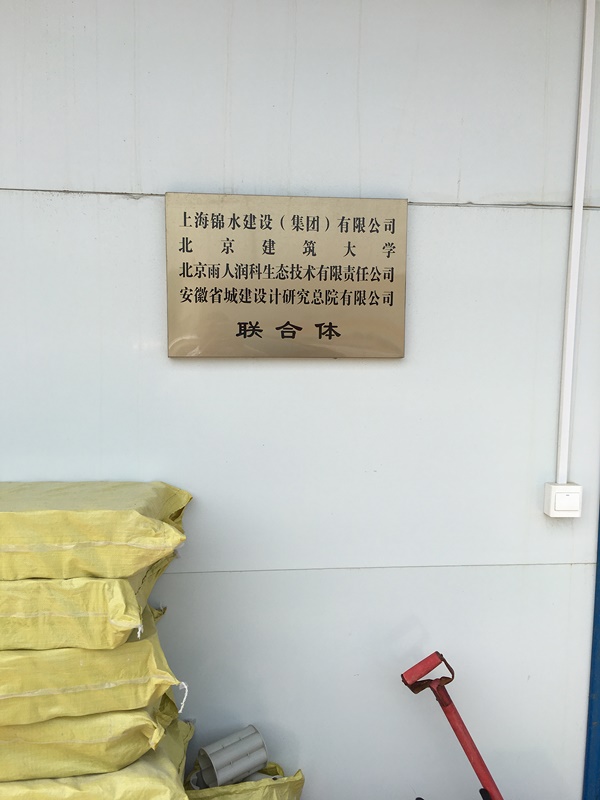 上海锦水建设（集团）有限公司
北京建筑大学
北京雨人润科生态技术有限责任公司
安徽省城建设计研究总院有限公司
联合体